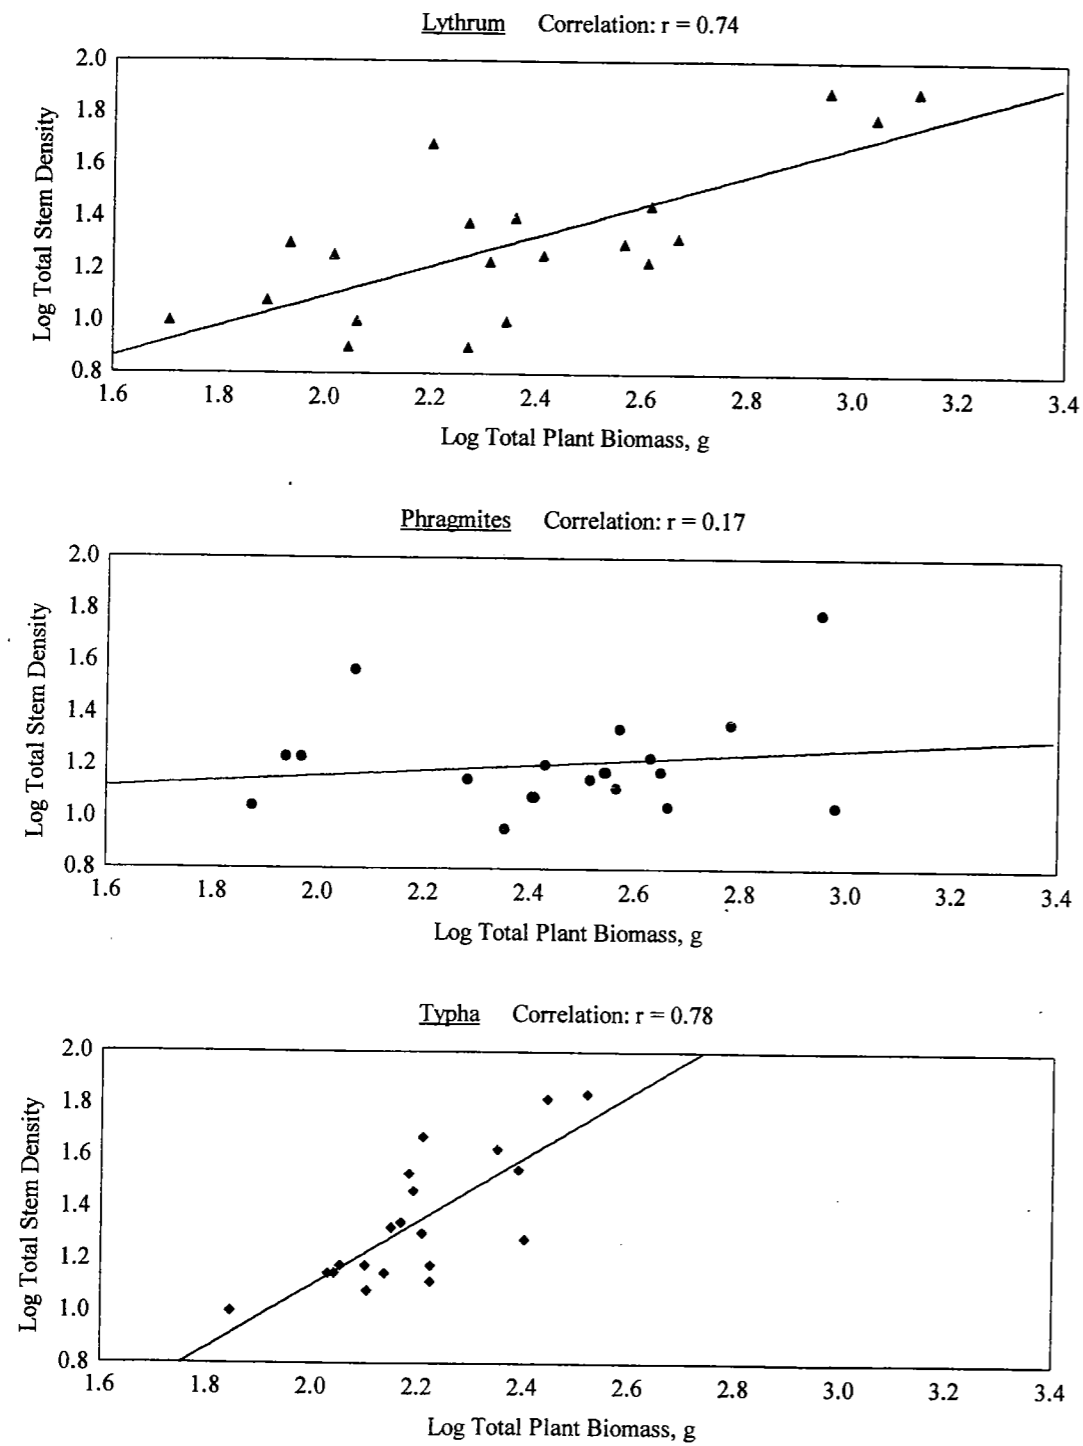 Lythrum Correlation: r = 0.74
2.0
1.8
1.6
1.4
1.2
1.0
0.8
Log Total Stem Density
1.6 1.8 2.0 2.2 2.4 2.6 2.8 3.0 3.2 3.4
Log Total Plant Biomass, g
Phragmites Correlation: r = 0.17
2.0
1.8
1.6
1.4
1.2
1.0
0.8
Log Total Stem Density
1.6 1.8 2.0 2.2 2.4 2.6 2.8 3.0 3.2 3.4
Log Total Plant Biomass, g
Typha Correlation: r = 0.78
2.0
1.8
1.6
1.4
1.2
1.0
0.8
Log Total Stem Density
1.6 1.8 2.0 2.2 2.4 2.6 2.8 3.0 3.2 3.4
Log Total Plant Biomass, g